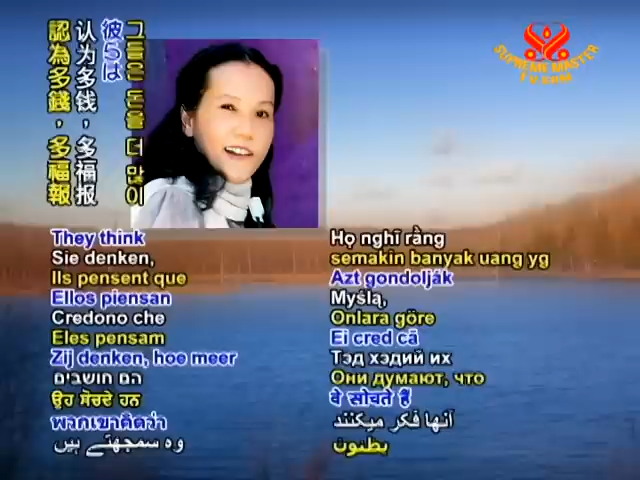 그들은 돈을 더 많이
彼らは
认为多钱，多福报
認為多錢，多福報
SUPREME MASTER
TELEVISION
They think
Sie denken,
Ils pensent que
Ellos piensan
Credono che
Eles pensam
Zij denken, hoe meer
הם חושבים
ਉਹ ਸੋਚਦੇ ਹਨ
พวกเขาคิดว่า
وہ سمجھتے ہیں
Họ nghĩ rằng
semakin banyak uang yg
Azt gondolják
Myślą,
Onlara göre
Ei cred că
Тэд хэдий их
Они думают, что
वे सोचते हैं
آنها فکر میکنند
يظنون